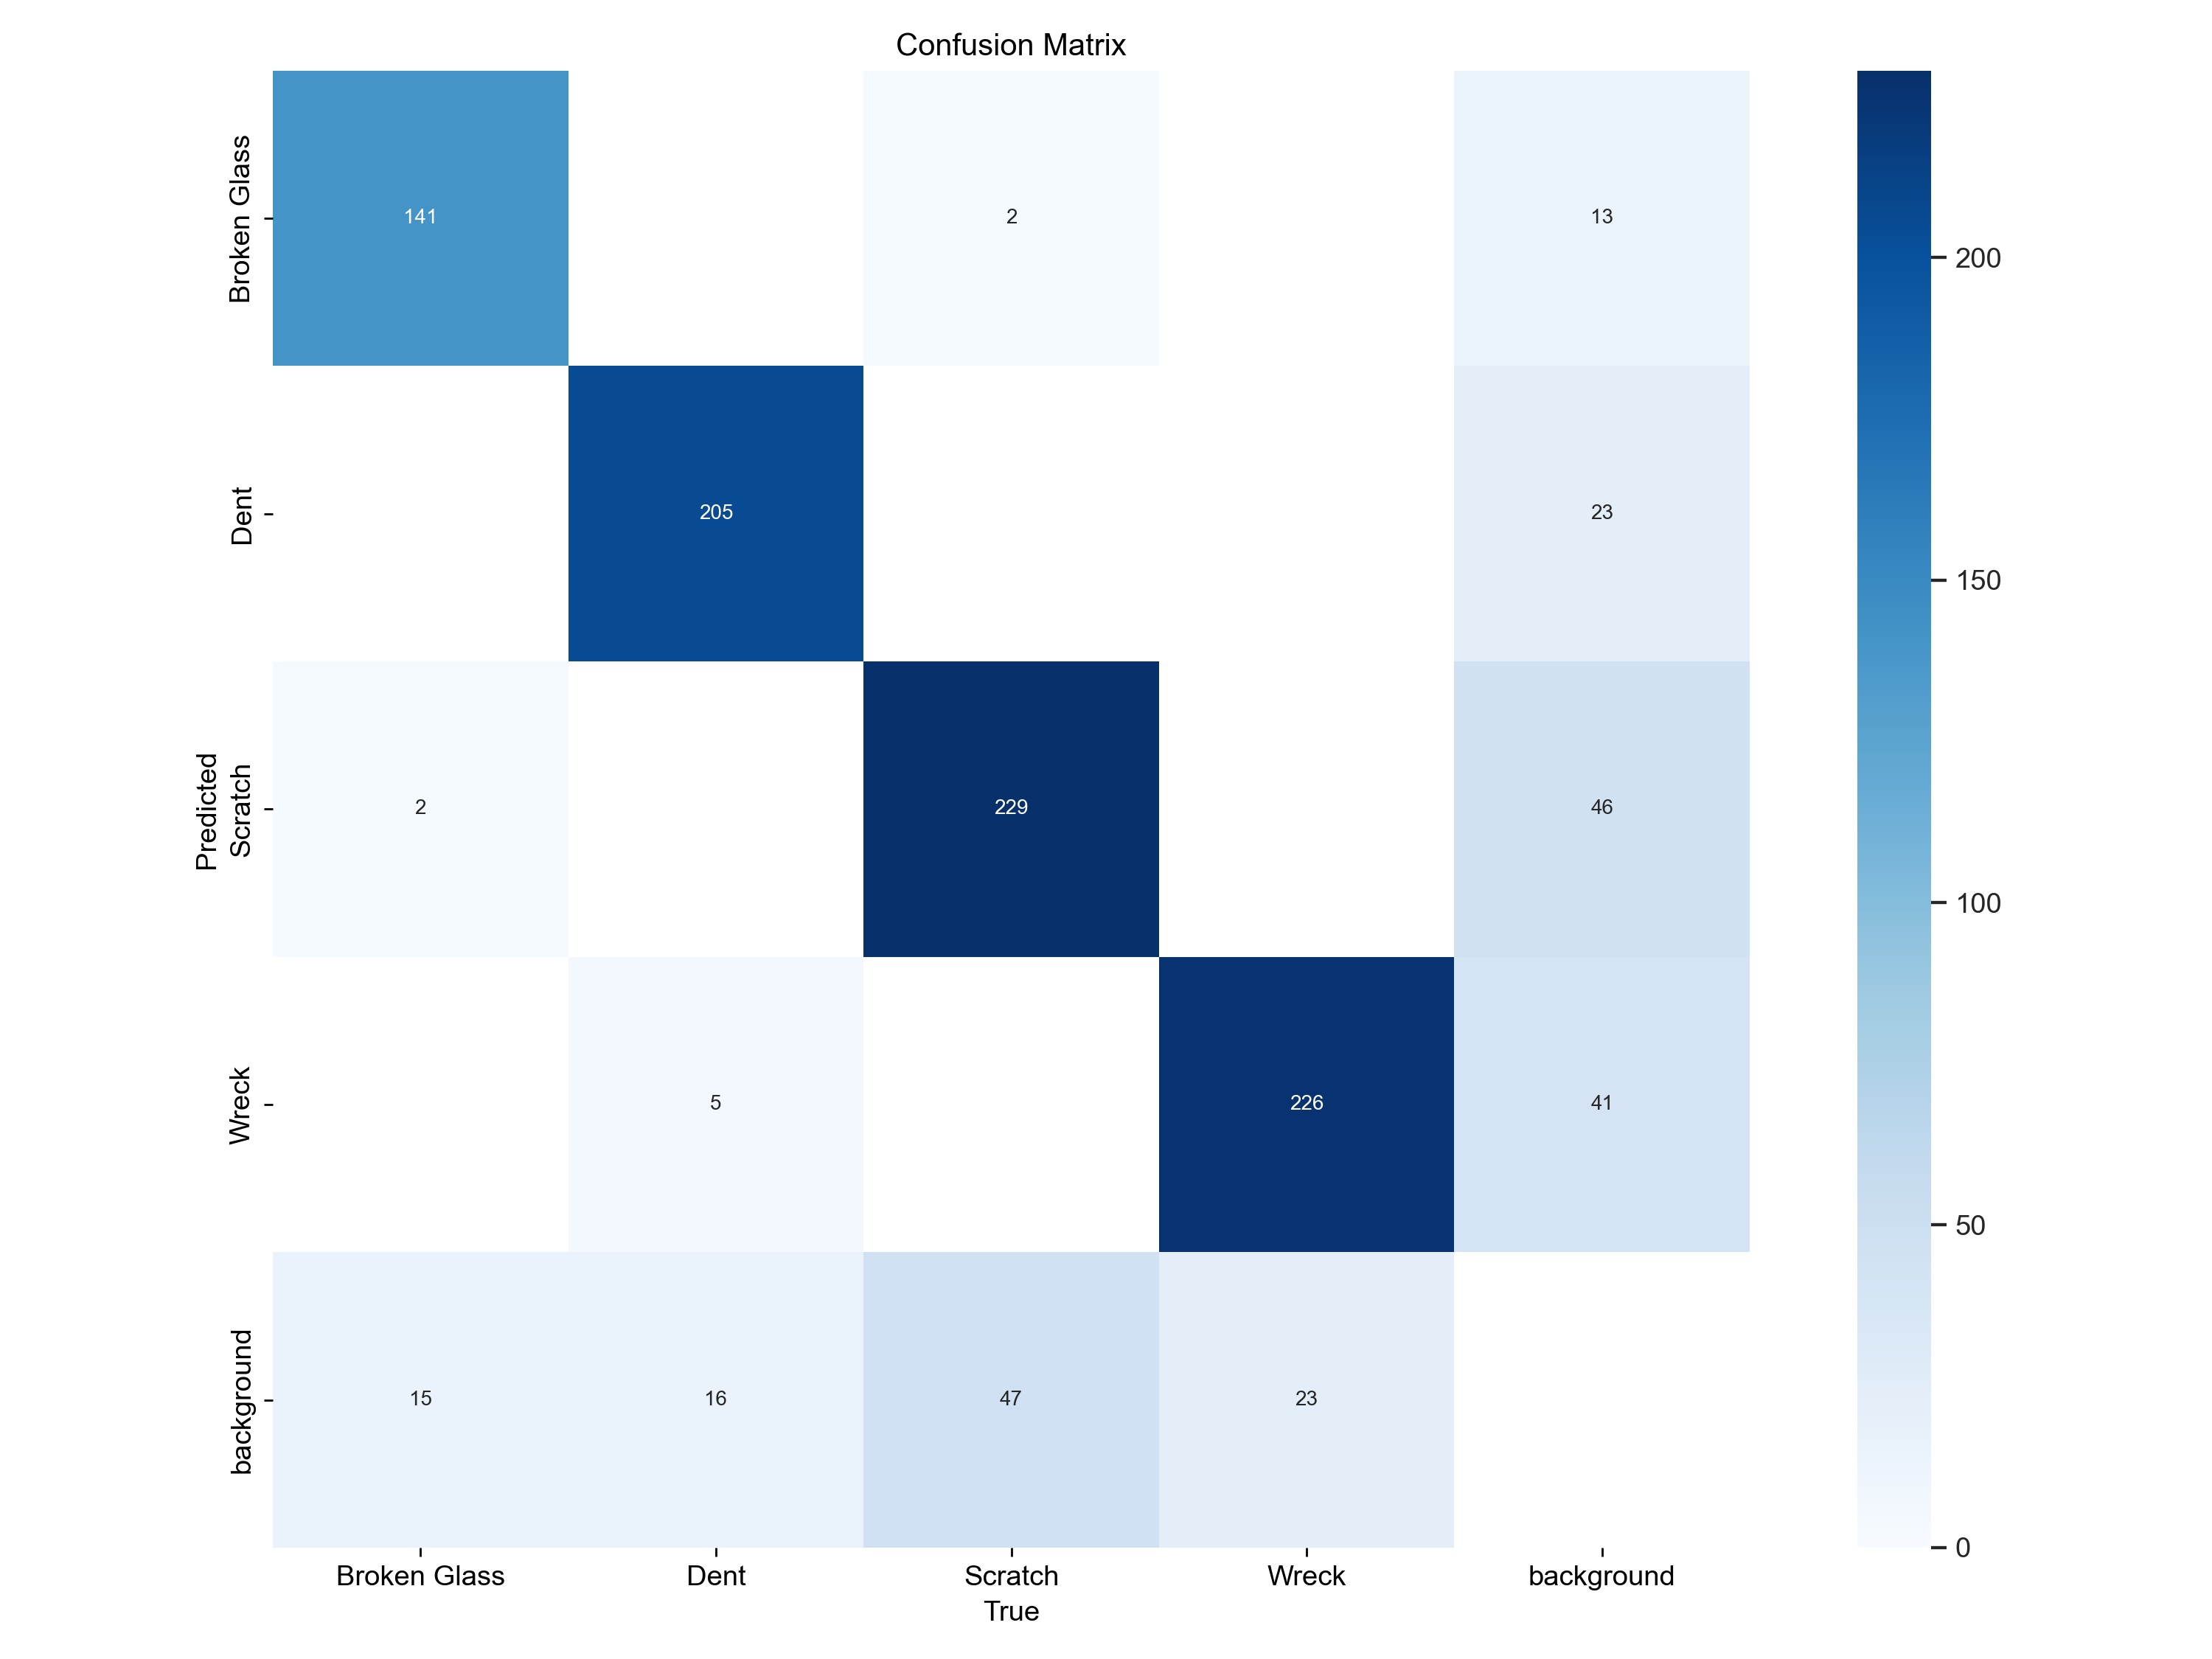 Confusion Matrix
Broken Glass
141
2
13
Dent
205
23
Predicted
Scratch
2
229
46
Wreck
5
226
41
background
15
16
47
23
Broken Glass
Dent
Scratch
Wreck
background
True
200
150
100
50
0